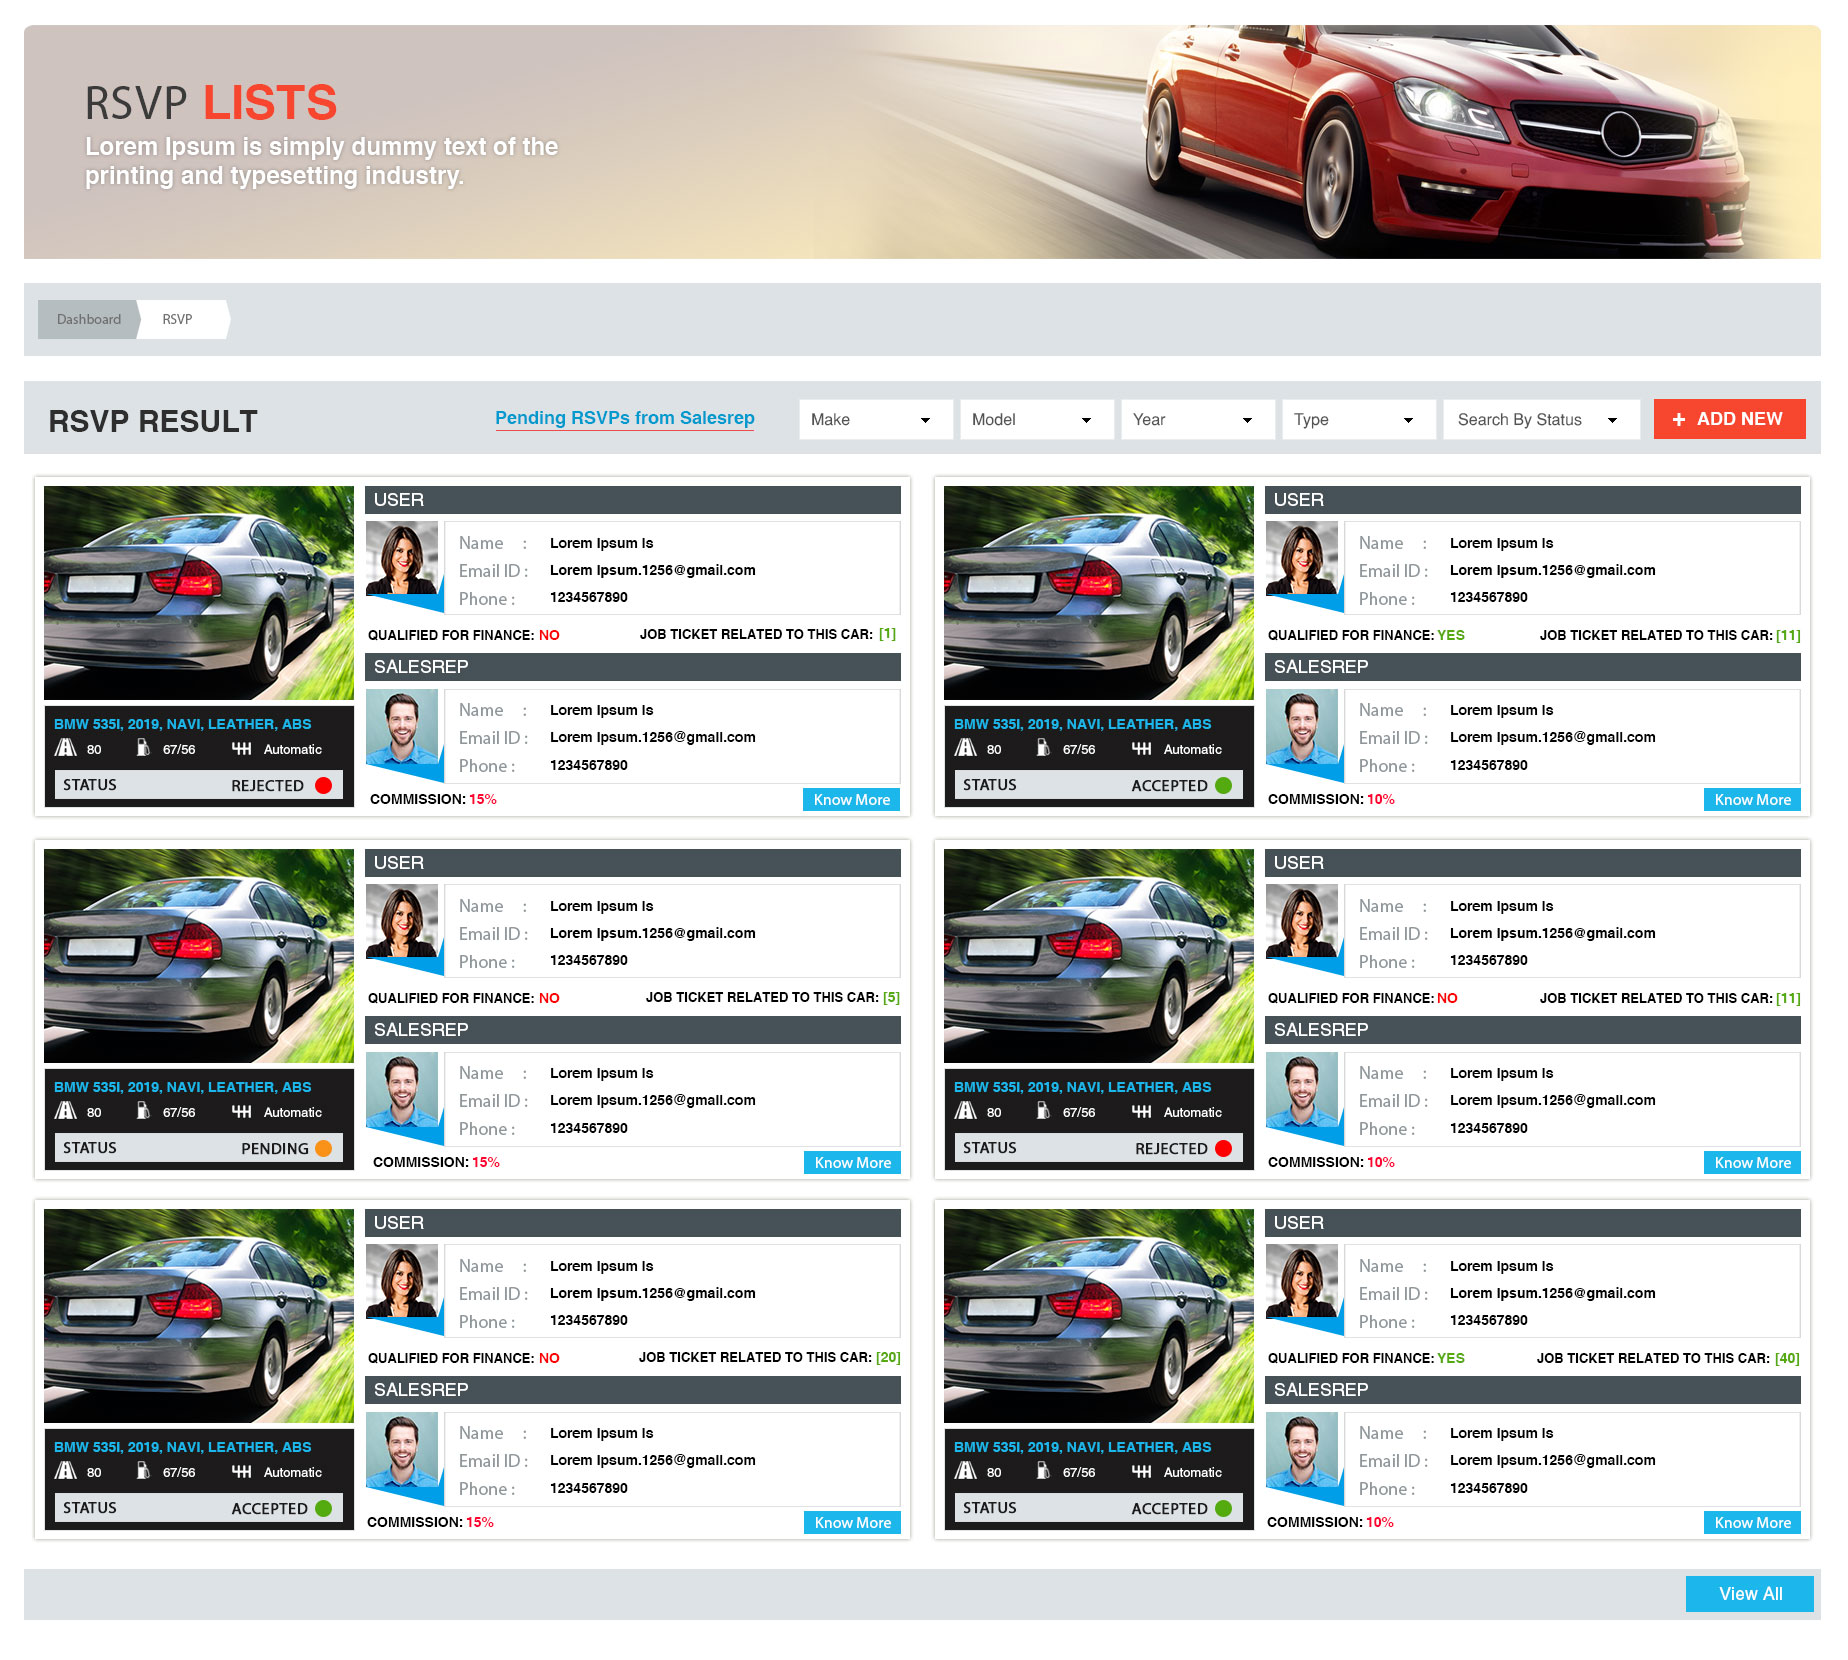 RSVP LISTS
Lorem Ipsum is simply dummy text of the
printing and typesetting industry.
Dashboard
RSVP
RSVP RESULT
Pending RSVPs from Salesrep
Make
Model
Year
Type
Search By Status
+ ADD NEW
USER
Name : Lorem Ipsum is
Email ID : Lorem Ipsum.1256@gmail.com
Phone : 1234567890
QUALIFIED FOR FINANCE: NO
JOB TICKET RELATED TO THIS CAR: [1]
SALESREP
Name : Lorem Ipsum is
Email ID : Lorem Ipsum.1256@gmail.com
Phone : 1234567890
BMW 535I, 2019, NAVI, LEATHER, ABS
80 67/56 Automatic
STATUS REJECTED
COMMISSION: 15%
Know More
USER
Name : Lorem Ipsum is
Email ID : Lorem Ipsum.1256@gmail.com
Phone : 1234567890
QUALIFIED FOR FINANCE: YES
JOB TICKET RELATED TO THIS CAR: [11]
SALESREP
Name : Lorem Ipsum is
Email ID : Lorem Ipsum.1256@gmail.com
Phone : 1234567890
BMW 535I, 2019, NAVI, LEATHER, ABS
80 67/56 Automatic
STATUS ACCEPTED
COMMISSION: 10%
Know More
USER
Name : Lorem Ipsum is
Email ID : Lorem Ipsum.1256@gmail.com
Phone : 1234567890
QUALIFIED FOR FINANCE: NO
JOB TICKET RELATED TO THIS CAR: [5]
SALESREP
Name : Lorem Ipsum is
Email ID : Lorem Ipsum.1256@gmail.com
Phone : 1234567890
BMW 535I, 2019, NAVI, LEATHER, ABS
80 67/56 Automatic
STATUS PENDING
COMMISSION: 15%
Know More
USER
Name : Lorem Ipsum is
Email ID : Lorem Ipsum.1256@gmail.com
Phone : 1234567890
QUALIFIED FOR FINANCE: NO
JOB TICKET RELATED TO THIS CAR: [11]
SALESREP
Name : Lorem Ipsum is
Email ID : Lorem Ipsum.1256@gmail.com
Phone : 1234567890
BMW 535I, 2019, NAVI, LEATHER, ABS
80 67/56 Automatic
STATUS REJECTED
COMMISSION: 10%
Know More
USER
Name : Lorem Ipsum is
Email ID : Lorem Ipsum.1256@gmail.com
Phone : 1234567890
QUALIFIED FOR FINANCE: NO
JOB TICKET RELATED TO THIS CAR: [20]
SALESREP
Name : Lorem Ipsum is
Email ID : Lorem Ipsum.1256@gmail.com
Phone : 1234567890
BMW 535I, 2019, NAVI, LEATHER, ABS
80 67/56 Automatic
STATUS ACCEPTED
COMMISSION: 15%
Know More
USER
Name : Lorem Ipsum is
Email ID : Lorem Ipsum.1256@gmail.com
Phone : 1234567890
QUALIFIED FOR FINANCE: YES
JOB TICKET RELATED TO THIS CAR: [40]
SALESREP
Name : Lorem Ipsum is
Email ID : Lorem Ipsum.1256@gmail.com
Phone : 1234567890
BMW 535I, 2019, NAVI, LEATHER, ABS
80 67/56 Automatic
STATUS ACCEPTED
COMMISSION: 10%
Know More
View All